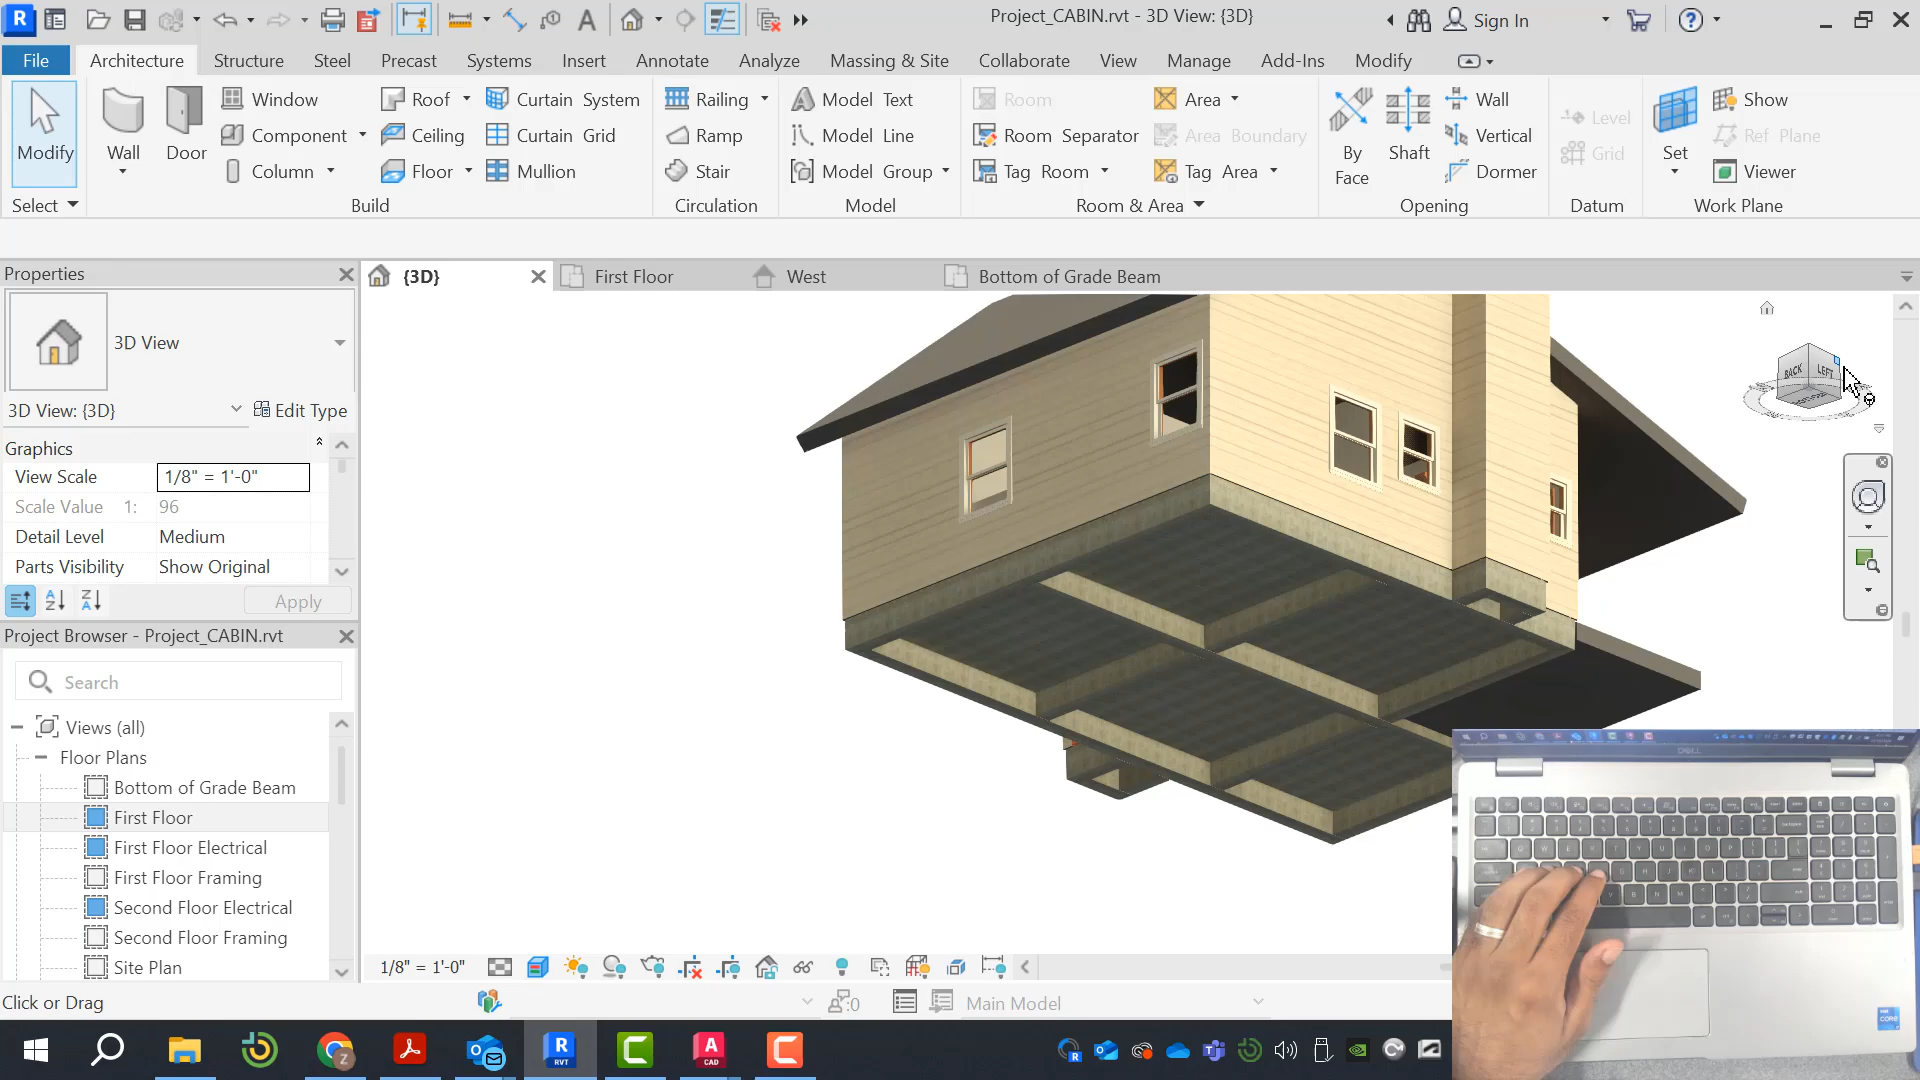 Project_CABIN.rvt - 3D View: {3D}
Sign In
File
Architecture
Structure
Steel
Precast
Systems
Insert
Annotate
Analyze
Massing & Site
Collaborate
View
Manage
Add-Ins
Modify
Modify
Wall
Door
Window
Component
Column
Roof
Ceiling
Floor
Curtain System
Curtain Grid
Mullion
Railing
Ramp
Stair
Model Text
Model Line
Model Group
Room
Room Separator
Tag Room
Area
Area Boundary
Tag Area
By
Face
Shaft
Wall
Vertical
Dormer
Level
Grid
Set
Show
Ref Plane
Viewer
Select
Build
Circulation
Model
Room & Area
Opening
Datum
Work Plane
Properties
{3D}
First Floor
West
Bottom of Grade Beam
3D View
3D View: {3D}
Edit Type
Graphics
View Scale
1/8" = 1'-0"
Scale Value 1:
96
Detail Level
Medium
Parts Visibility
Show Original
Apply
BACK
LEFT
Project Browser - Project_CABIN.rvt
Search
Views (all)
Floor Plans
Bottom of Grade Beam
First Floor
First Floor Electrical
First Floor Framing
Second Floor Electrical
Second Floor Framing
Site Plan
1/8" = 1'-0"
Click or Drag
:0
Main Model
R
RVT
A
CAD
DELL